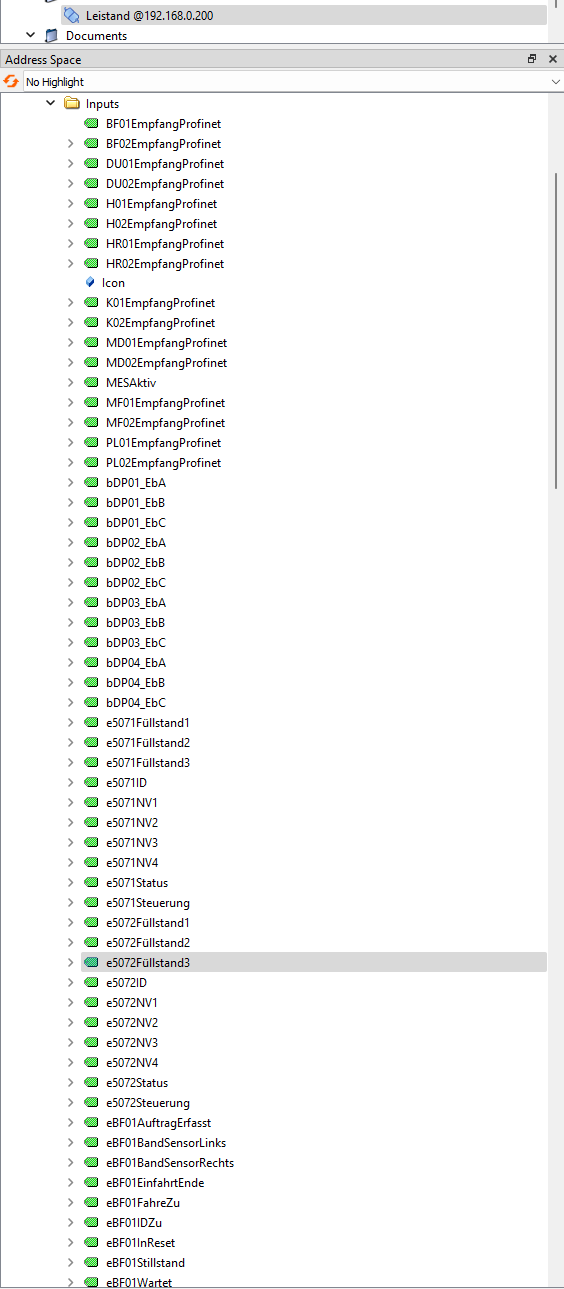 Leistand @192.168.0.200
Documents
Address Space
No Highlight
Inputs
BF01EmpfangProfinet
BF02EmpfangProfinet
DU01EmpfangProfinet
DU02EmpfangProfinet
H01EmpfangProfinet
H02EmpfangProfinet
HR01EmpfangProfinet
HR02EmpfangProfinet
Icon
K01EmpfangProfinet
K02EmpfangProfinet
MD01EmpfangProfinet
MD02EmpfangProfinet
MESAktiv
MF01EmpfangProfinet
MF02EmpfangProfinet
PL01EmpfangProfinet
PL02EmpfangProfinet
bDP01_EbA
bDP01_EbB
bDP01_EbC
bDP02_EbA
bDP02_EbB
bDP02_EbC
bDP03_EbA
bDP03_EbB
bDP03_EbC
bDP04_EbA
bDP04_EbB
bDP04_EbC
e5071Füllstand1
e5071Füllstand2
e5071Füllstand3
e5071ID
e5071NV1
e5071NV2
e5071NV3
e5071NV4
e5071Status
e5071Steuerung
e5072Füllstand1
e5072Füllstand2
e5072Füllstand3
e5072ID
e5072NV1
e5072NV2
e5072NV3
e5072NV4
e5072Status
e5072Steuerung
eBF01AuftragErfasst
eBF01BandSensorLinks
eBF01BandSensorRechts
eBF01EinfahrtEnde
eBF01FahreZu
eBF01IDZu
eBF01InReset
eBF01Stillstand
eBF01Wartet